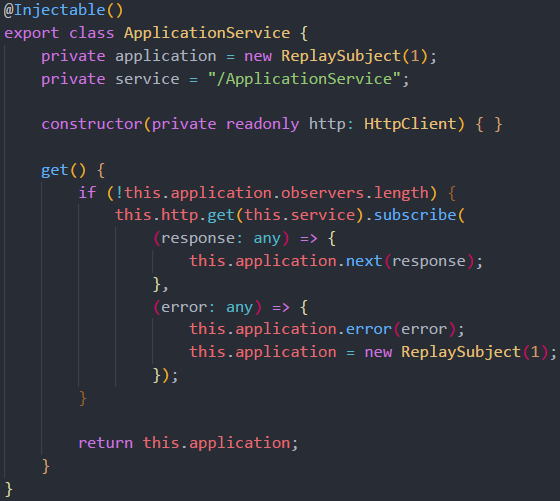 @Injectable()
export class ApplicationService {
    private application = new ReplaySubject(1);
    private service = "/ApplicationService";

    constructor(private readonly http: HttpClient) { }

    get() {
        if (!this.application.observers.length) {
            this.http.get(this.service).subscribe(
                (response: any) => {
                    this.application.next(response);
                },
                (error: any) => {
                    this.application.error(error);
                    this.application = new ReplaySubject(1);
                });
        }

        return this.application;
    }
}